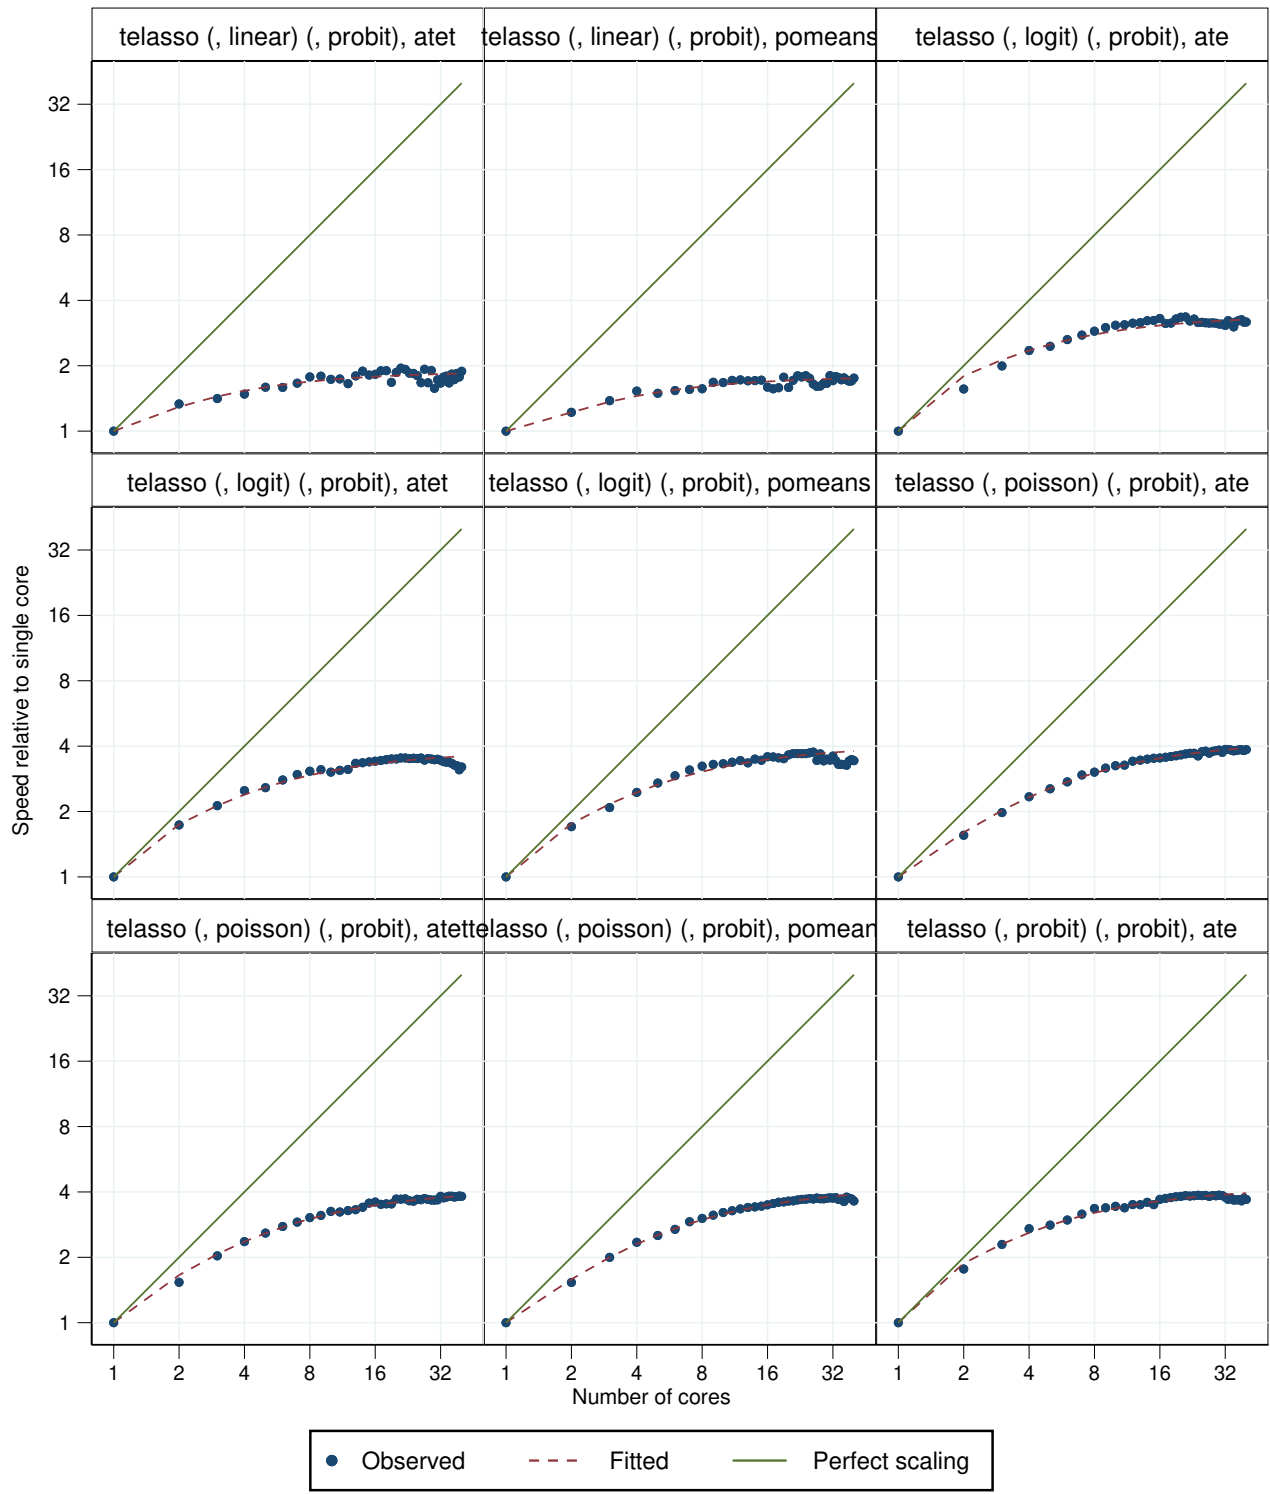 telasso (, linear) (, probit), atet
telasso (, linear) (, probit), pomeans
telasso (, logit) (, probit), ate
32
16
8
4
2
1
telasso (, logit) (, probit), atet
telasso (, logit) (, probit), pomeans
telasso (, poisson) (, probit), ate
32
16
8
4
2
1
Speed relative to single core
telasso (, poisson) (, probit), atet
telasso (, poisson) (, probit), pomean
telasso (, probit) (, probit), ate
32
16
8
4
2
1
1 2 4 8 16 32
1 2 4 8 16 32
1 2 4 8 16 32
Number of cores
Observed
Fitted
Perfect scaling